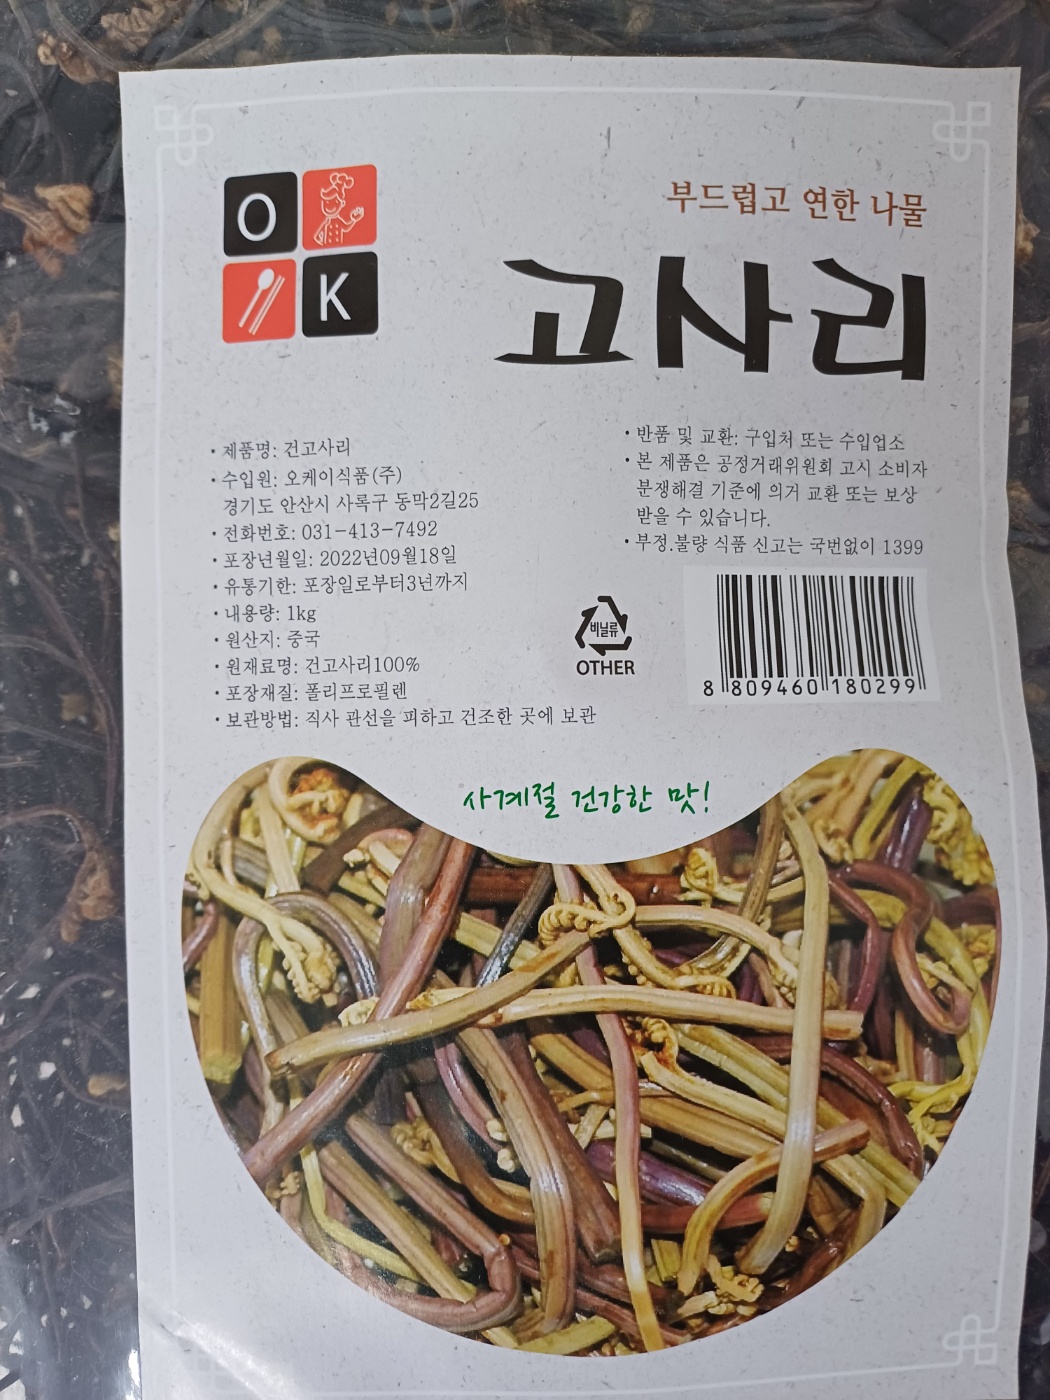 O
K
부드럽고 연한 나물
고사리
· 제품명: 건고사리
· 수입원: 오케이식품(주)
경기도 안산시 사록구 동막2길25
· 전화번호: 031-413-7492
· 포장년월일: 2022년09월18일
· 유통기한: 포장일로부터3년까지
· 내용량: 1kg
· 원산지: 중국
· 원재료명: 건고사리100%
· 포장재질: 폴리프로필렌
· 보관방법: 직사 관선을 피하고 건조한 곳에 보관
· 반품 및 교환: 구입처 또는 수입업소
· 본 제품은 공정거래위원회 고시 소비자
분쟁해결 기준에 의거 교환 또는 보상
받을 수 있습니다.
· 부정.불량 식품 신고는 국번없이 1399
비닐류
OTHER
8 809460 180299
사계절 건강한 맛!